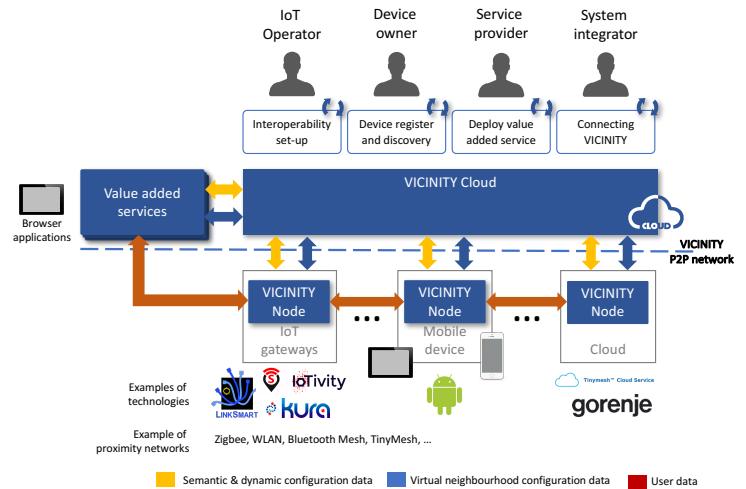 IoT
Operator
Device
owner
Service
provider
System
integrator
Interoperability
set-up
Device register
and discovery
Deploy value
added service
Connecting
VICINITY
Browser
applications
Value added
services
VICINITY Cloud
CLOUD
VICINITY
P2P network
VICINITY
Node
IoT
gateways
...
VICINITY
Node
Mobile
device
...
VICINITY
Node
Cloud
Examples of
technologies
LINKSMART
S
IoTivity
kura
Tinymesh™ Cloud Service
gorenje
Example of
proximity networks
Zigbee, WLAN, Bluetooth Mesh, TinyMesh, ...
Semantic & dynamic configuration data
Virtual neighbourhood configuration data
User data